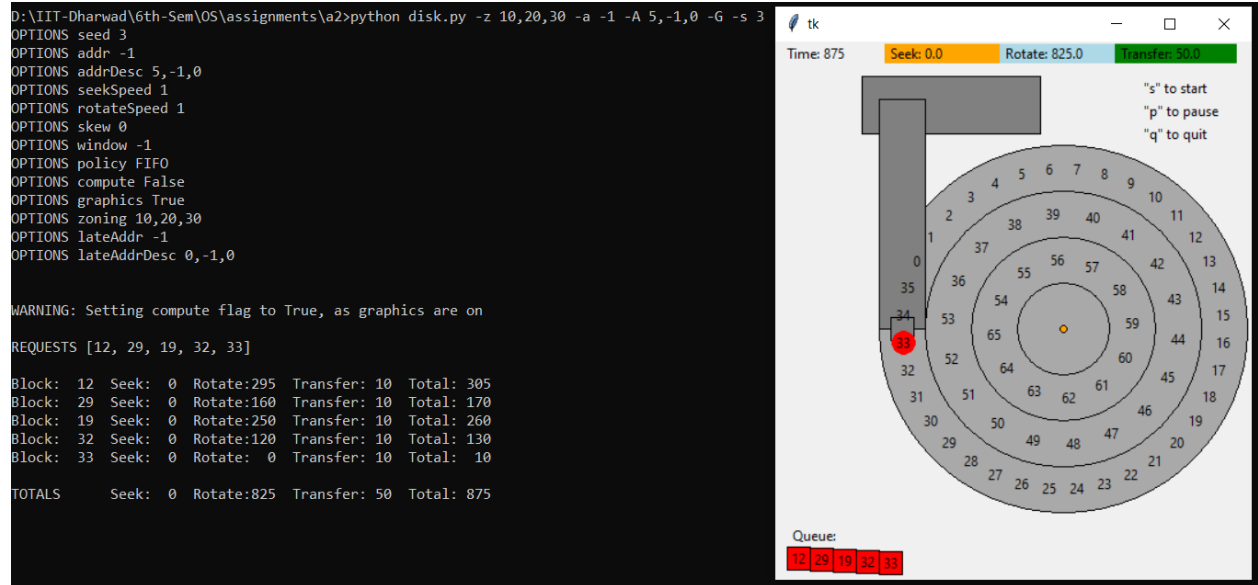 D:\IIT-Dharwad\6th-Sem\OS\assignments\a2>python disk.py -z 10,20,30 -a -1 -A 5,-1,0 -G -s 3
OPTIONS seed 3
OPTIONS addr -1
OPTIONS addrDesc 5,-1,0
OPTIONS seekSpeed 1
OPTIONS rotateSpeed 1
OPTIONS skew 0
OPTIONS window -1
OPTIONS policy FIFO
OPTIONS compute False
OPTIONS graphics True
OPTIONS zoning 10,20,30
OPTIONS lateAddr -1
OPTIONS lateAddrDesc 0,-1,0
WARNING: Setting compute flag to True, as graphics are on
REQUESTS [12, 29, 19, 32, 33]
Block:  12  Seek:  0  Rotate:295  Transfer: 10  Total: 305
Block:  29  Seek:  0  Rotate:160  Transfer: 10  Total: 170
Block:  19  Seek:  0  Rotate:250  Transfer: 10  Total: 260
Block:  32  Seek:  0  Rotate:120  Transfer: 10  Total: 130
Block:  33  Seek:  0  Rotate:  0  Transfer: 10  Total:  10
TOTALS      Seek:  0  Rotate:825  Transfer: 50  Total: 875
tk
Time: 875 Seek: 0.0 Rotate: 825.0 Transfer: 50.0
"s" to start
"p" to pause
"q" to quit
0 1 2 3 4 5 6 7 8 9 10 11 12 13 14 15 16 17 18 19 20 21 22 23 24 25 26 27 28 29 30 31 32 33 34 35
36 37 38 39 40 41 42 43 44 45 46 47 48 49 50 51 52 53
54 55 56 57 58 59 60 61 62 63 64 65
Queue:
12 29 19 32 33